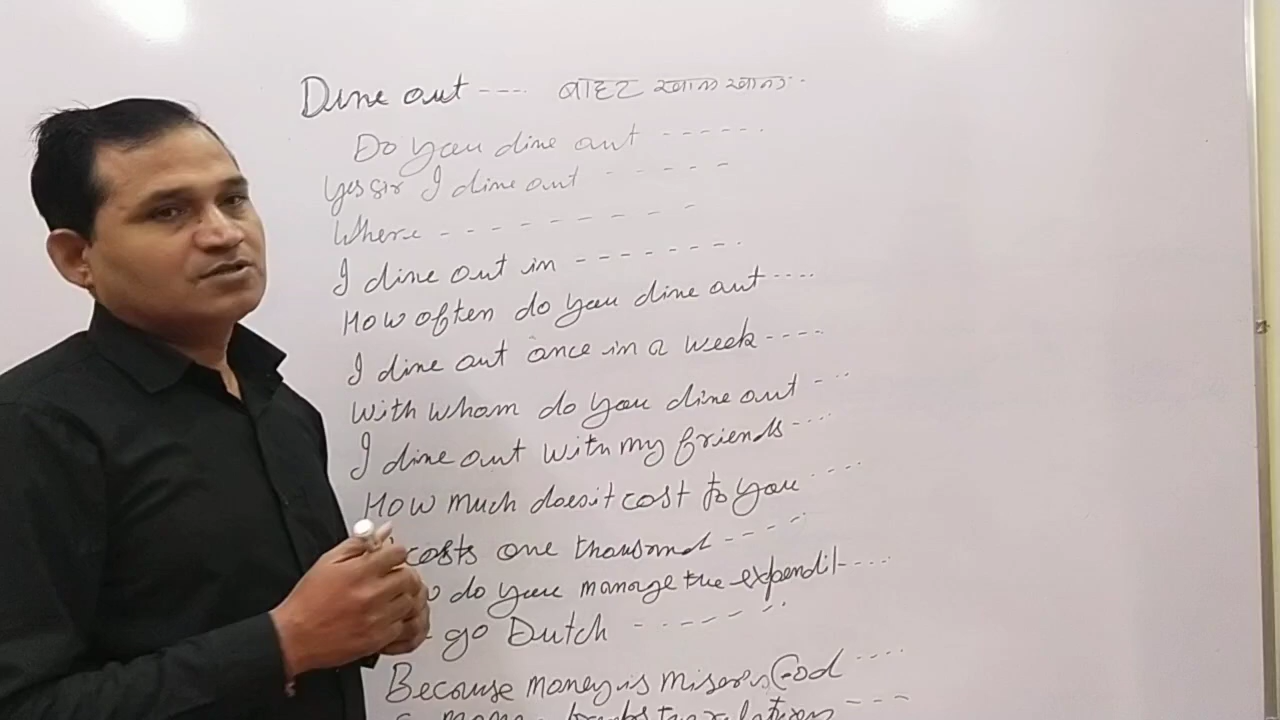 Dine out ---- बाहर खाना खाना--
Do you dine out ------
Yes sir I dine out -----
Where --------
I dine out in -------
How often do you dine out ----
I dine out once in a week ----
With whom do you dine out ---
I dine out with my friends ---
How much does it cost to you ----
costs one thousand ----
do you manage the expendit----
go Dutch ------
Because money is miser's God ----